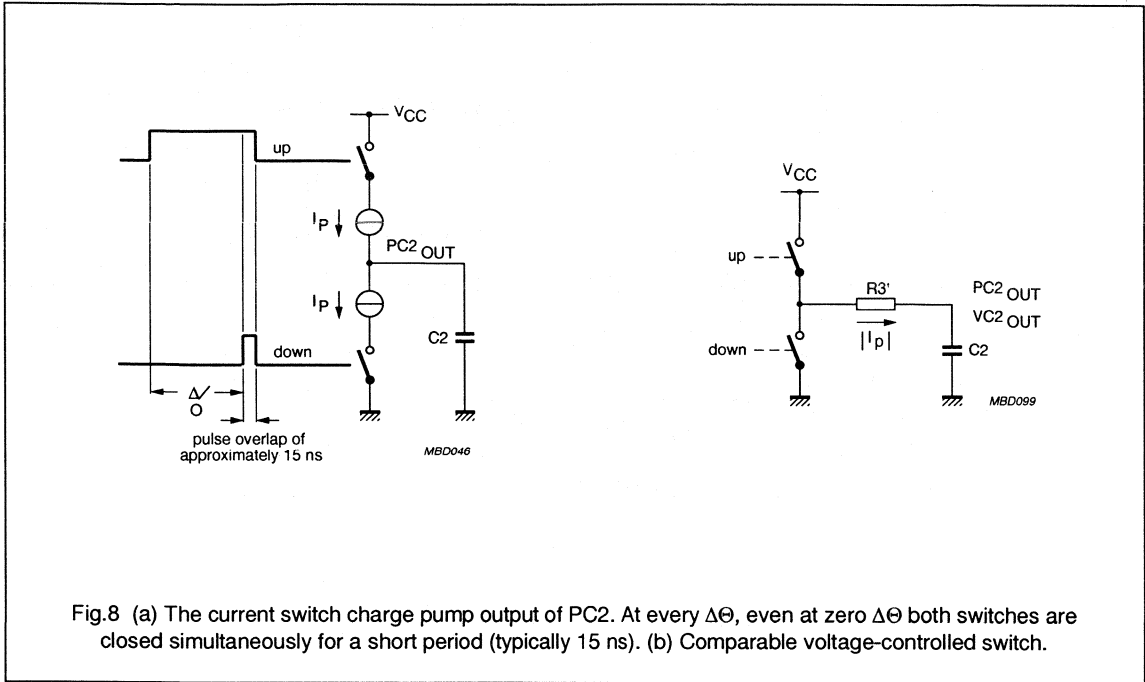 VCC
up
IP
PC2 OUT
IP
C2
down
Δ/
O
pulse overlap of
approximately 15 ns
MBD046
VCC
up
R3'
PC2 OUT
VC2 OUT
|Ip|
C2
down
MBD099
Fig.8 (a) The current switch charge pump output of PC2. At every ΔΘ, even at zero ΔΘ both switches are
closed simultaneously for a short period (typically 15 ns). (b) Comparable voltage-controlled switch.